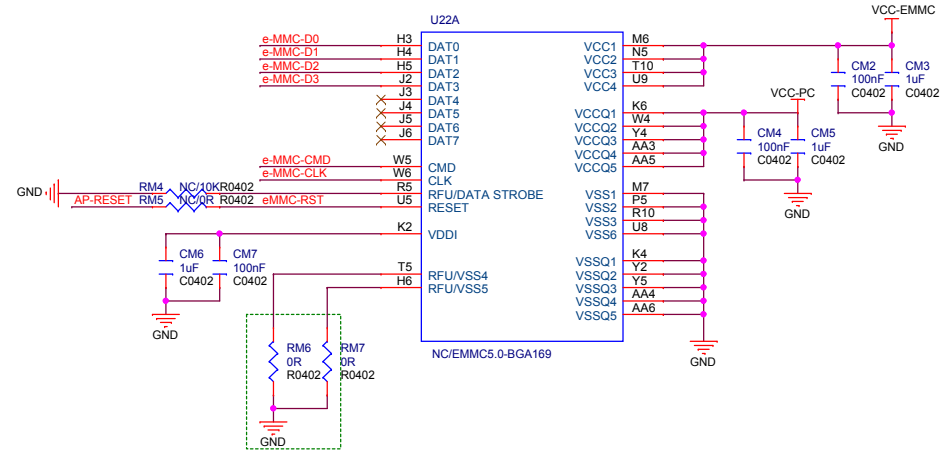 U22A
VCC-EMMC
e-MMC-D0 H3 DAT0 VCC1 M6
e-MMC-D1 H4 DAT1 VCC2 N5
e-MMC-D2 H5 DAT2 VCC3 T10
e-MMC-D3 J2 DAT3 VCC4 U9
J3 DAT4
J4 DAT5
J5 DAT6
J6 DAT7
CM2
100nF
C0402
CM3
1uF
C0402
GND
VCC-PC
VCCQ1 K6
VCCQ2 W4
VCCQ3 Y4
VCCQ4 AA3
VCCQ5 AA5
CM4
100nF
C0402
CM5
1uF
C0402
GND
e-MMC-CMD W5 CMD
e-MMC-CLK W6 CLK
GND RM4 NC/10K R0402 R5 RFU/DATA STROBE
AP-RESET RM5 NC/0R R0402 eMMC-RST U5 RESET
VSS1 M7
VSS2 P5
VSS3 R10
VSS6 U8
K2 VDDI
CM6
1uF
C0402
CM7
100nF
C0402
GND
VSSQ1 K4
VSSQ2 Y2
VSSQ3 Y5
VSSQ4 AA4
VSSQ5 AA6
T5 RFU/VSS4
H6 RFU/VSS5
GND
RM6
0R
R0402
RM7
0R
R0402
GND
NC/EMMC5.0-BGA169